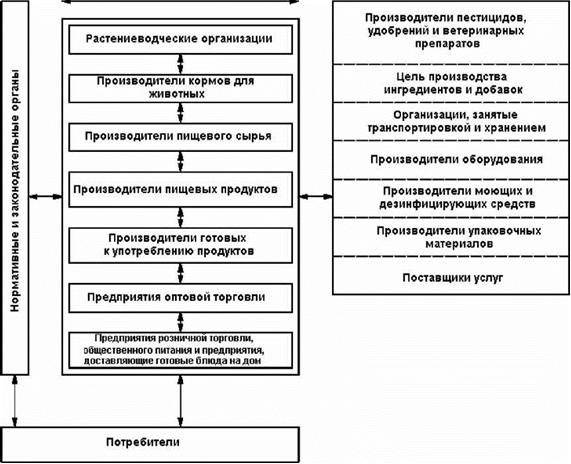 Нормативные и законодательные органы
Растениеводческие организации
Производители кормов для
животных
Производители пищевого сырья
Производители пищевых продуктов
Производители готовых
к употреблению продуктов
Предприятия оптовой торговли
Предприятия розничной торговли,
общественного питания и предприятия,
доставляющие готовые блюда на дом
Потребители
Производители пестицидов,
удобрений и ветеринарных
препаратов
Цель производства
ингредиентов и добавок
Организации, занятые
транспортировкой и хранением
Производители оборудования
Производители моющих и
дезинфицирующих средств
Производители упаковочных
материалов
Поставщики услуг